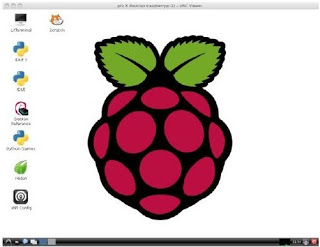 LXTerminal
Scratch
IDLE 3
IDLE
Debian
Reference
Python Games
Midori
WiFi Config